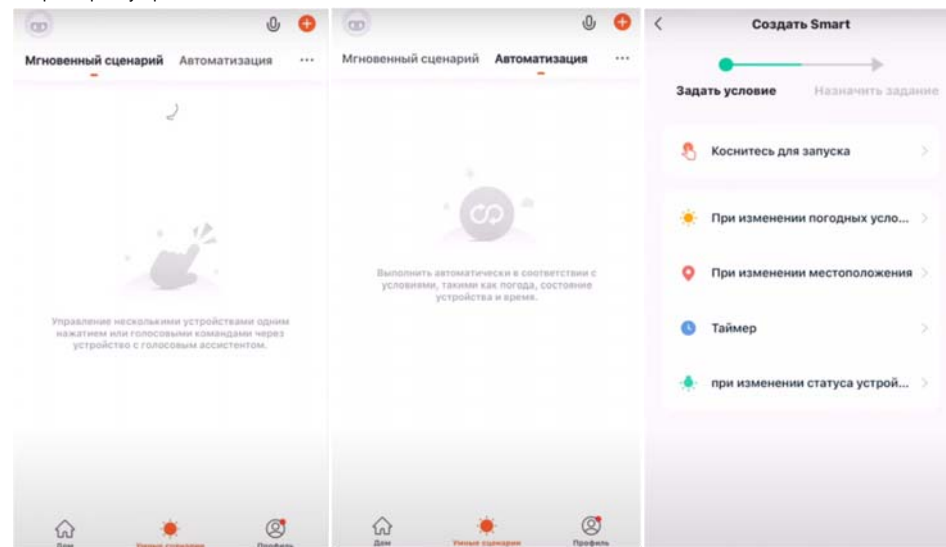 Мгновенный сценарий Автоматизация ...
Управление несколькими устройствами одним
нажатием или голосовыми командами через
устройство с голосовым ассистентом.
Дом Умные сценарии Профиль
Мгновенный сценарий Автоматизация ...
Выполнить автоматически в соответствии с
условиями, такими как погода, состояние
устройства и время.
Дом Умные сценарии Профиль
Создать Smart
Задать условие Назначить задание
Коснитесь для запуска
При изменении погодных усло...
При изменении местоположения
Таймер
при изменении статуса устрой...